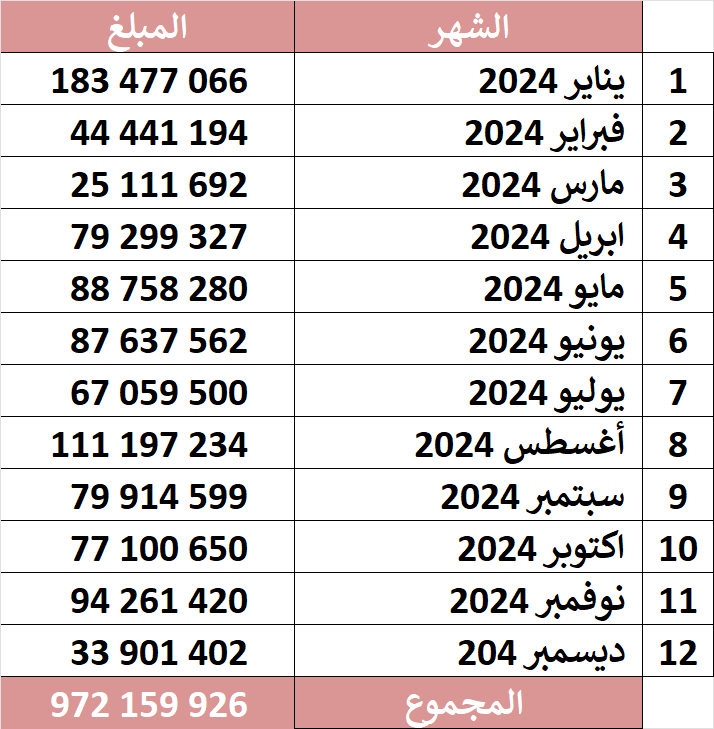 الشهر المبلغ
1 يناير 2024 183 477 066
2 فبراير 2024 44 441 194
3 مارس 2024 25 111 692
4 ابريل 2024 79 299 327
5 مايو 2024 88 758 280
6 يونيو 2024 87 637 562
7 يوليو 2024 67 059 500
8 أغسطس 2024 111 197 234
9 سبتمبر 2024 79 914 599
10 اكتوبر 2024 77 100 650
11 نوفمبر 2024 94 261 420
12 ديسمبر 204 33 901 402
المجموع 972 159 926